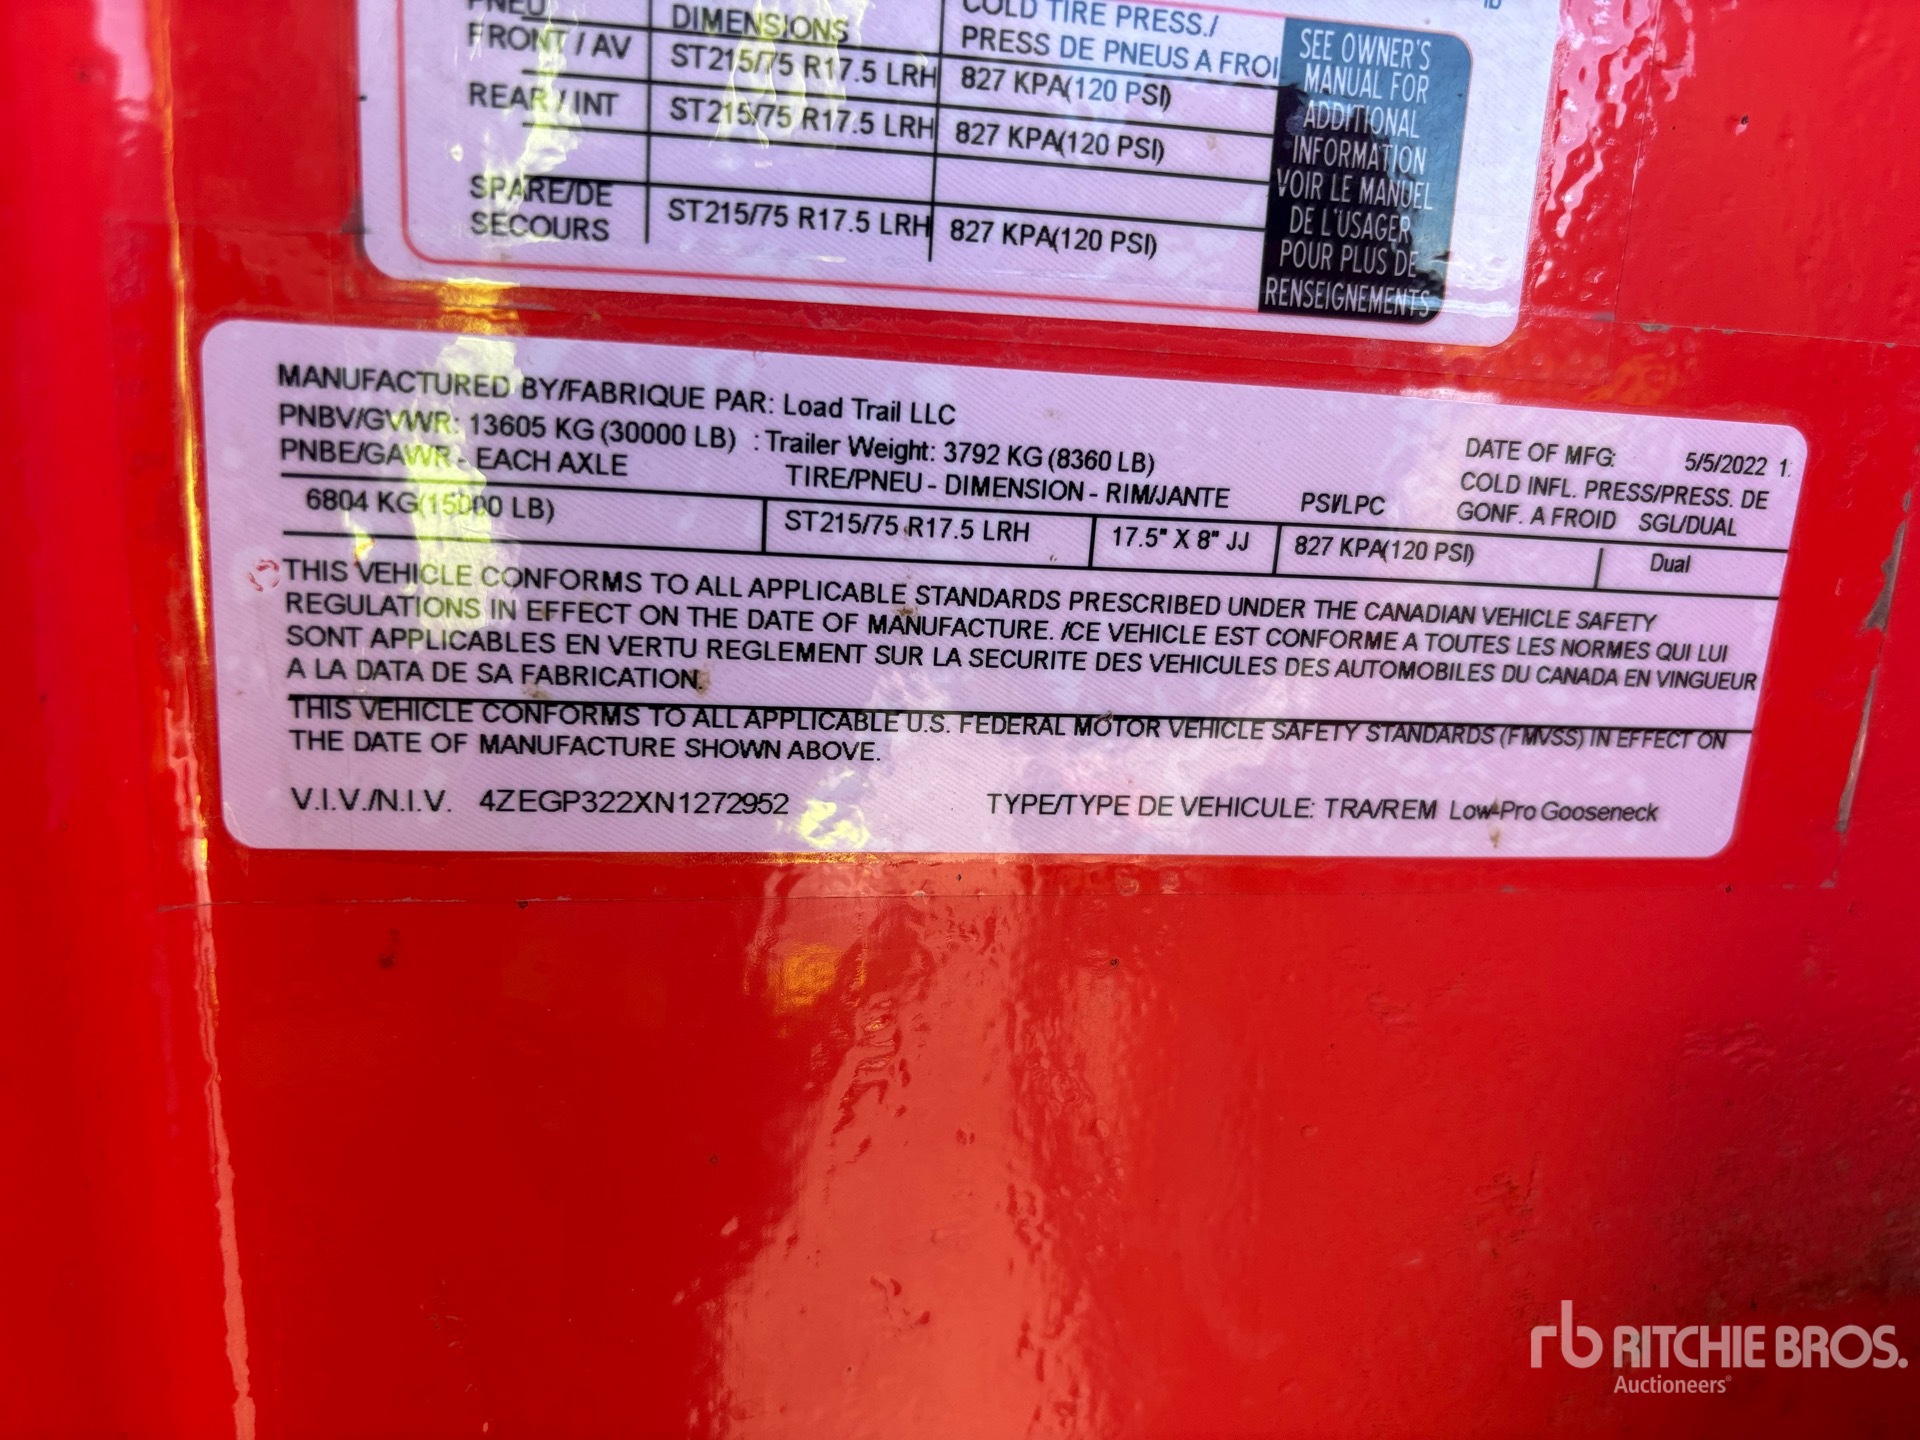 PNEU DIMENSIONS COLD TIRE PRESS./
PRESS DE PNEUS A FROI
FRONT / AV ST215/75 R17.5 LRH 827 KPA(120 PSI)
REAR / INT ST215/75 R17.5 LRH 827 KPA(120 PSI)
SPARE/DE
SECOURS ST215/75 R17.5 LRH 827 KPA(120 PSI)
SEE OWNER'S
MANUAL FOR
ADDITIONAL
INFORMATION
VOIR LE MANUEL
DE L'USAGER
POUR PLUS DE
RENSEIGNEMENTS
MANUFACTURED BY/FABRIQUE PAR: Load Trail LLC
PNBV/GVWR: 13605 KG (30000 LB) : Trailer Weight: 3792 KG (8360 LB) DATE OF MFG: 5/5/2022 1:
PNBE/GAWR - EACH AXLE TIRE/PNEU - DIMENSION - RIM/JANTE PSI/LPC COLD INFL. PRESS/PRESS. DE
GONF. A FROID SGL/DUAL
6804 KG(15000 LB) ST215/75 R17.5 LRH 17.5" X 8" JJ 827 KPA(120 PSI) Dual
THIS VEHICLE CONFORMS TO ALL APPLICABLE STANDARDS PRESCRIBED UNDER THE CANADIAN VEHICLE SAFETY
REGULATIONS IN EFFECT ON THE DATE OF MANUFACTURE. /CE VEHICLE EST CONFORME A TOUTES LES NORMES QUI LUI
SONT APPLICABLES EN VERTU REGLEMENT SUR LA SECURITE DES VEHICULES DES AUTOMOBILES DU CANADA EN VINGUEUR
A LA DATA DE SA FABRICATION.
THIS VEHICLE CONFORMS TO ALL APPLICABLE U.S. FEDERAL MOTOR VEHICLE SAFETY STANDARDS (FMVSS) IN EFFECT ON
THE DATE OF MANUFACTURE SHOWN ABOVE.
V.I.V./N.I.V. 4ZEGP322XN1272952 TYPE/TYPE DE VEHICULE: TRA/REM Low-Pro Gooseneck
rb RITCHIE BROS.
Auctioneers